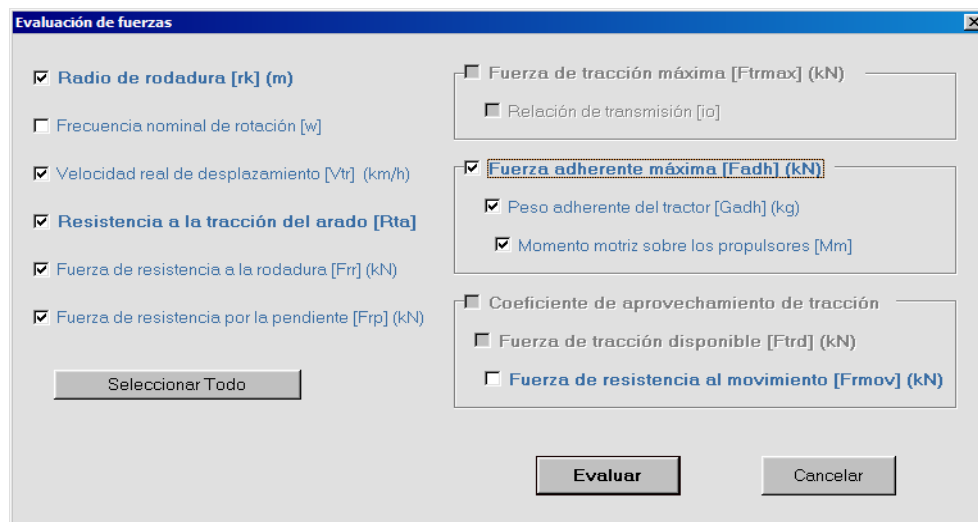 Evaluación de fuerzas
Radio de rodadura [rk] (m)
Frecuencia nominal de rotación [w]
Velocidad real de desplazamiento [Vtr] (km/h)
Resistencia a la tracción del arado [Rta]
Fuerza de resistencia a la rodadura [Frr] (kN)
Fuerza de resistencia por la pendiente [Frp] (kN)
Seleccionar Todo
Fuerza de tracción máxima [Ftrmax] (kN)
Relación de transmisión [io]
Fuerza adherente máxima [Fadh] (kN)
Peso adherente del tractor [Gadh] (kg)
Momento motriz sobre los propulsores [Mm]
Coeficiente de aprovechamiento de tracción
Fuerza de tracción disponible [Ftrd] (kN)
Fuerza de resistencia al movimiento [Frmov] (kN)
Evaluar
Cancelar